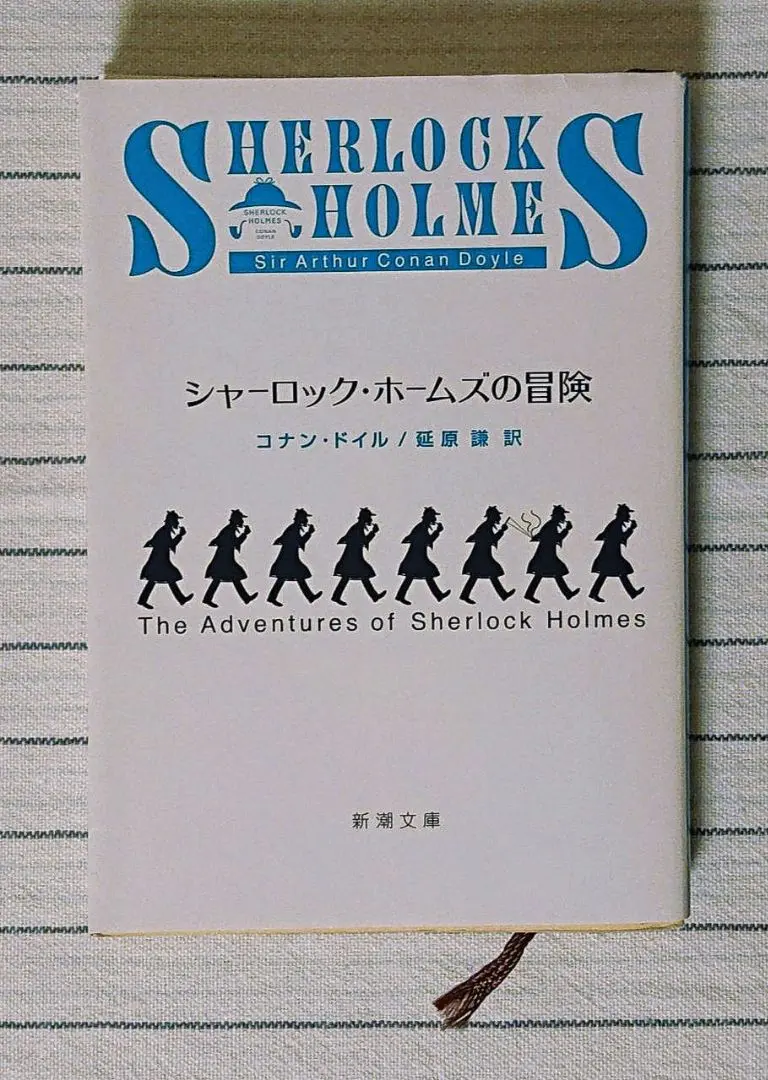 SHERLOCK
HOLMES
SHERLOCK
HOLMES
CONAN
DOYLE
Sir Arthur Conan Doyle
シャーロック・ホームズの冒険
コナン・ドイル/延原 謙 訳
The Adventures of Sherlock Holmes
新潮文庫